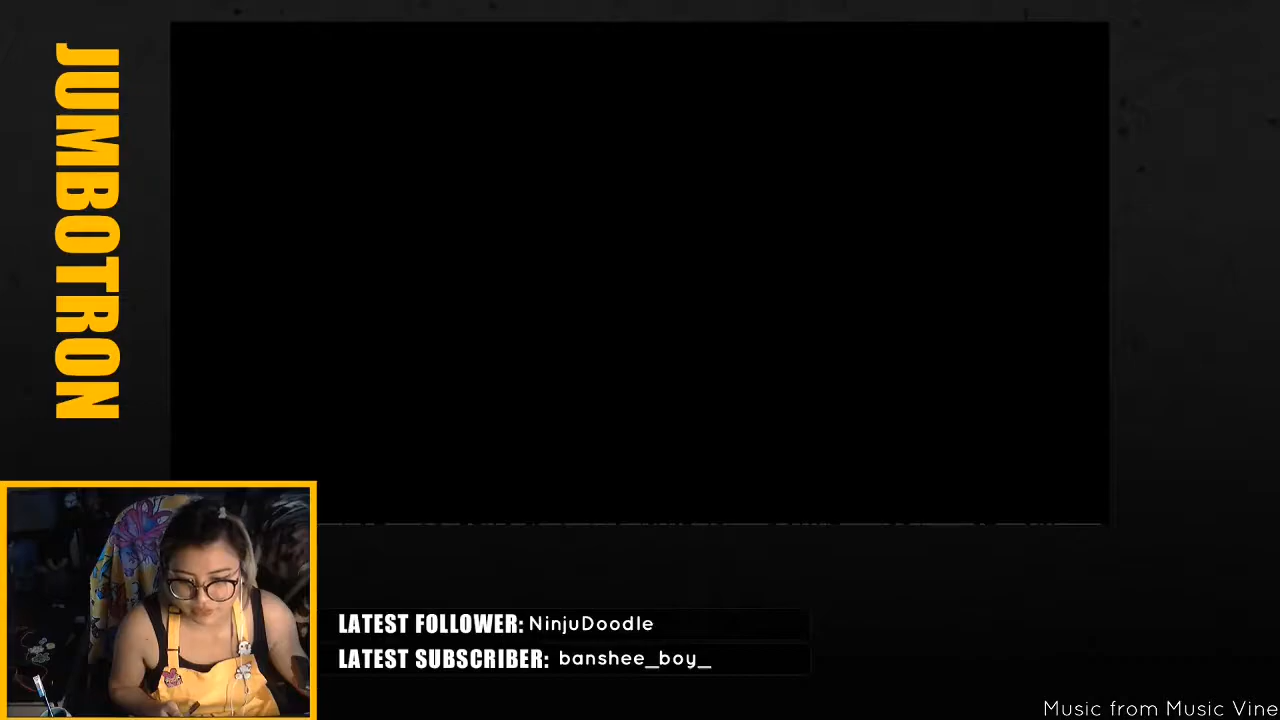 JUMBOTRON
LATEST FOLLOWER: NinjuDoodle
LATEST SUBSCRIBER: banshee_boy_
Music from Music Vine